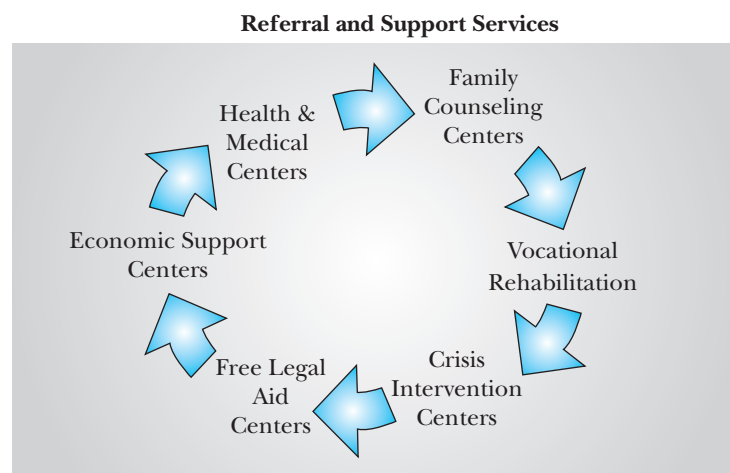 Referral and Support Services
Family
Counseling
Centers
Vocational
Rehabilitation
Crisis
Intervention
Centers
Free Legal
Aid
Centers
Economic Support
Centers
Health &
Medical
Centers